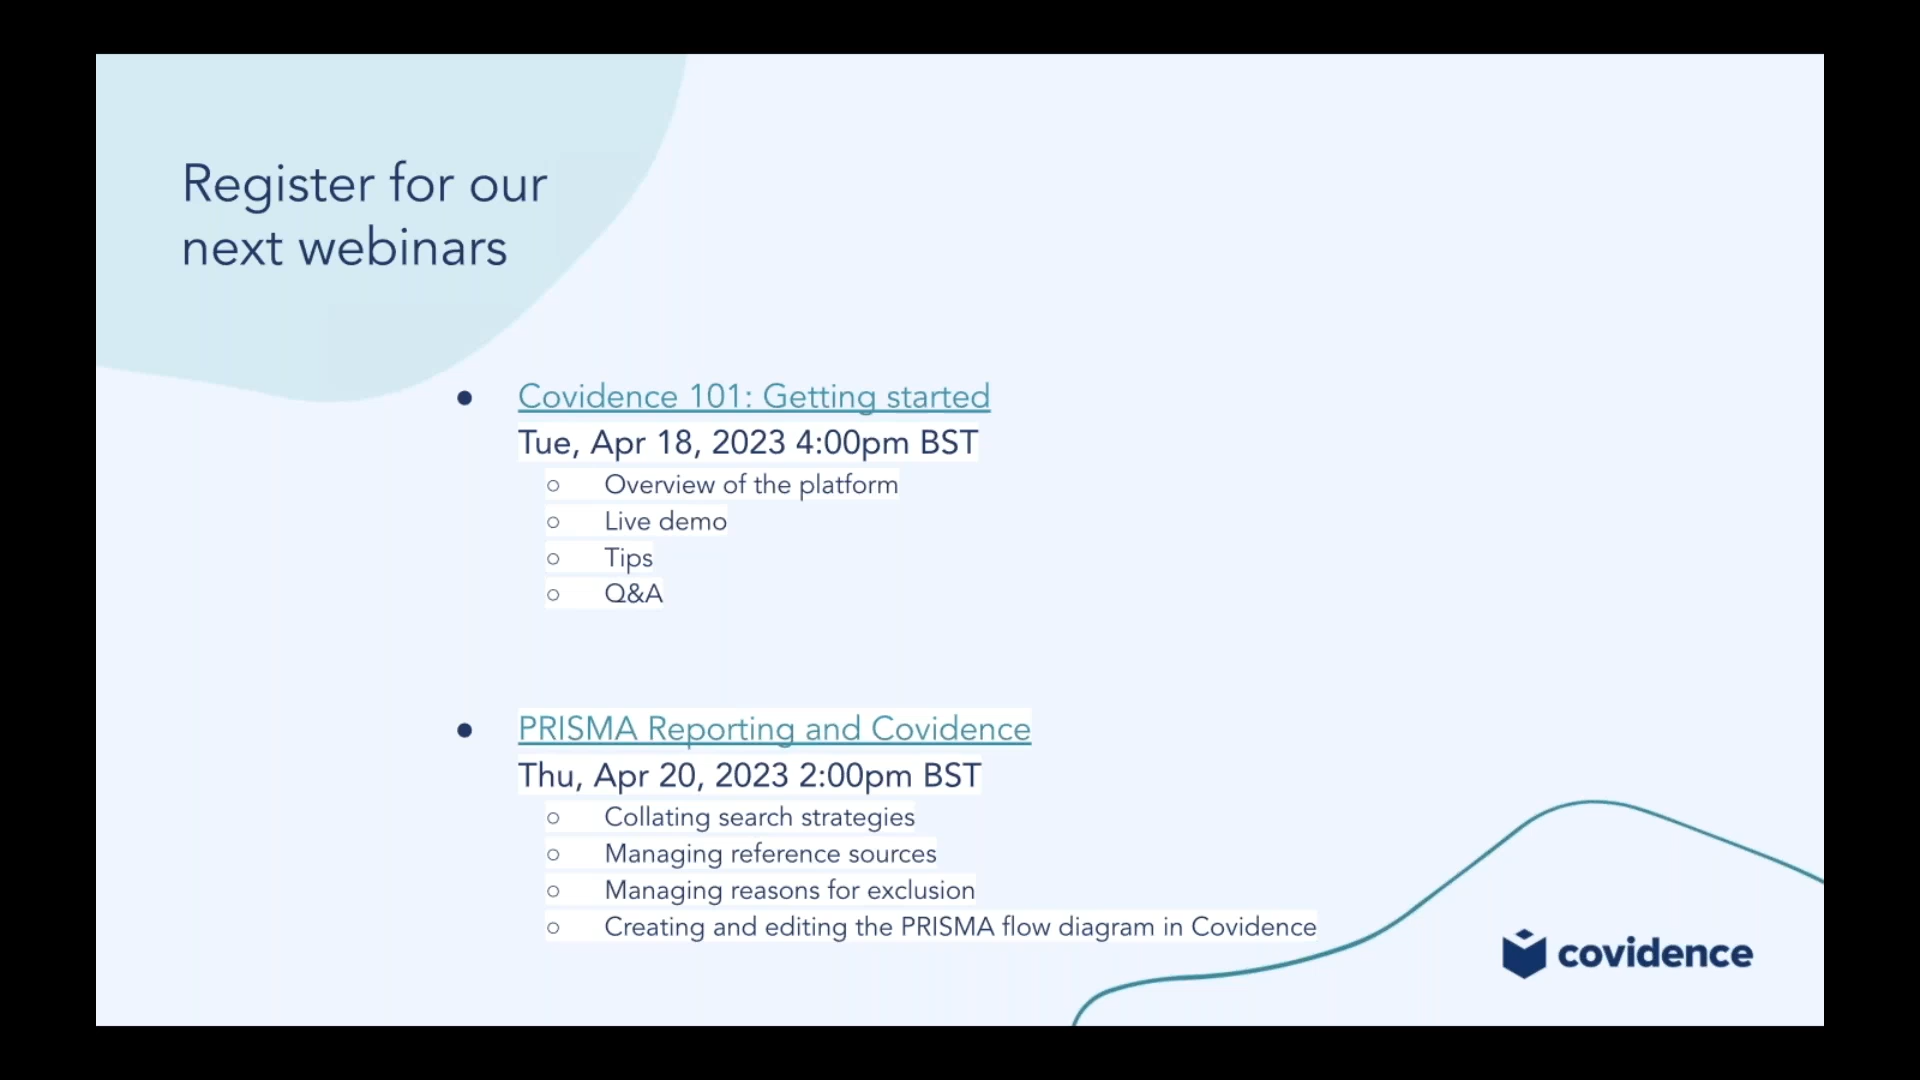 Register for our
next webinars
● Covidence 101: Getting started
Tue, Apr 18, 2023 4:00pm BST
○ Overview of the platform
○ Live demo
○ Tips
○ Q&A
● PRISMA Reporting and Covidence
Thu, Apr 20, 2023 2:00pm BST
○ Collating search strategies
○ Managing reference sources
○ Managing reasons for exclusion
○ Creating and editing the PRISMA flow diagram in Covidence
covidence